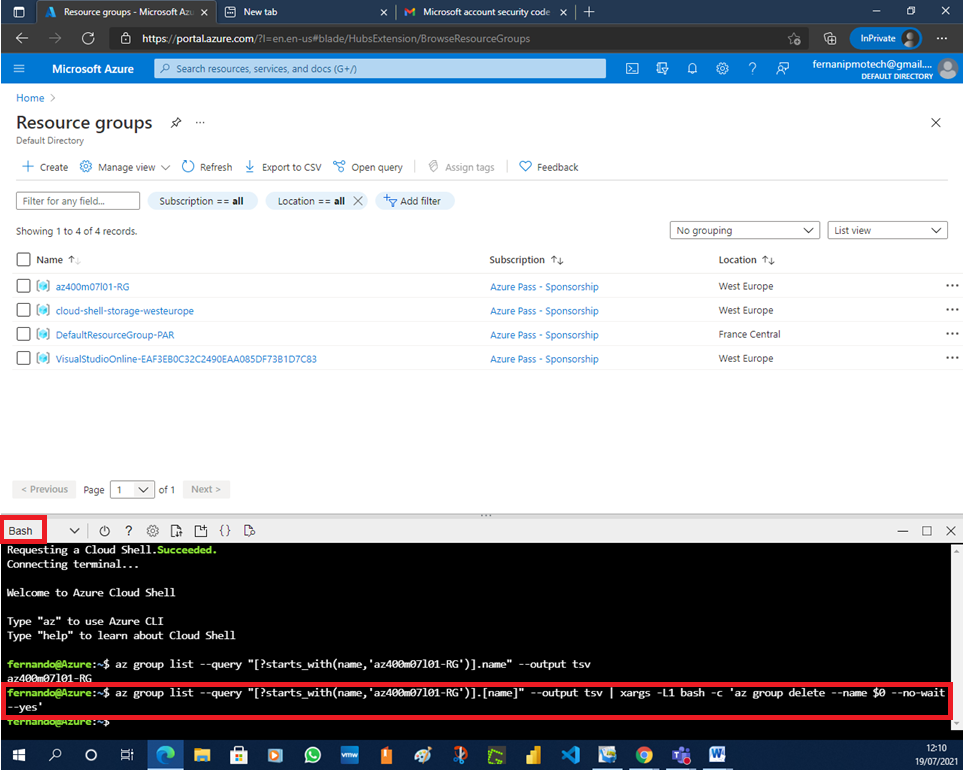 Resource groups - Microsoft Azu
New tab
Microsoft account security code
https://portal.azure.com/?l=en.en-us#blade/HubsExtension/BrowseResourceGroups
InPrivate
Microsoft Azure
Search resources, services, and docs (G+/)
fernanipmotech@gmail....
DEFAULT DIRECTORY
Home >
Resource groups
Default Directory
Create
Manage view
Refresh
Export to CSV
Open query
Assign tags
Feedback
Filter for any field...
Subscription == all
Location == all
Add filter
Showing 1 to 4 of 4 records.
No grouping
List view
Name
Subscription
Location
az400m07l01-RG
Azure Pass - Sponsorship
West Europe
cloud-shell-storage-westeurope
Azure Pass - Sponsorship
West Europe
DefaultResourceGroup-PAR
Azure Pass - Sponsorship
France Central
VisualStudioOnline-EAF3EB0C32C2490EAA085DF73B1D7C83
Azure Pass - Sponsorship
West Europe
< Previous
Page 1 of 1
Next >
Bash
Requesting a Cloud Shell.Succeeded.
Connecting terminal...
Welcome to Azure Cloud Shell
Type "az" to use Azure CLI
Type "help" to learn about Cloud Shell
fernando@Azure:~$ az group list --query "[?starts_with(name,'az400m07l01-RG')].name" --output tsv
az400m07l01-RG
fernando@Azure:~$ az group list --query "[?starts_with(name,'az400m07l01-RG')].[name]" --output tsv | xargs -L1 bash -c 'az group delete --name $0 --no-wait
--yes'
fernando@Azure:~$
vmw
12:10
19/07/2021